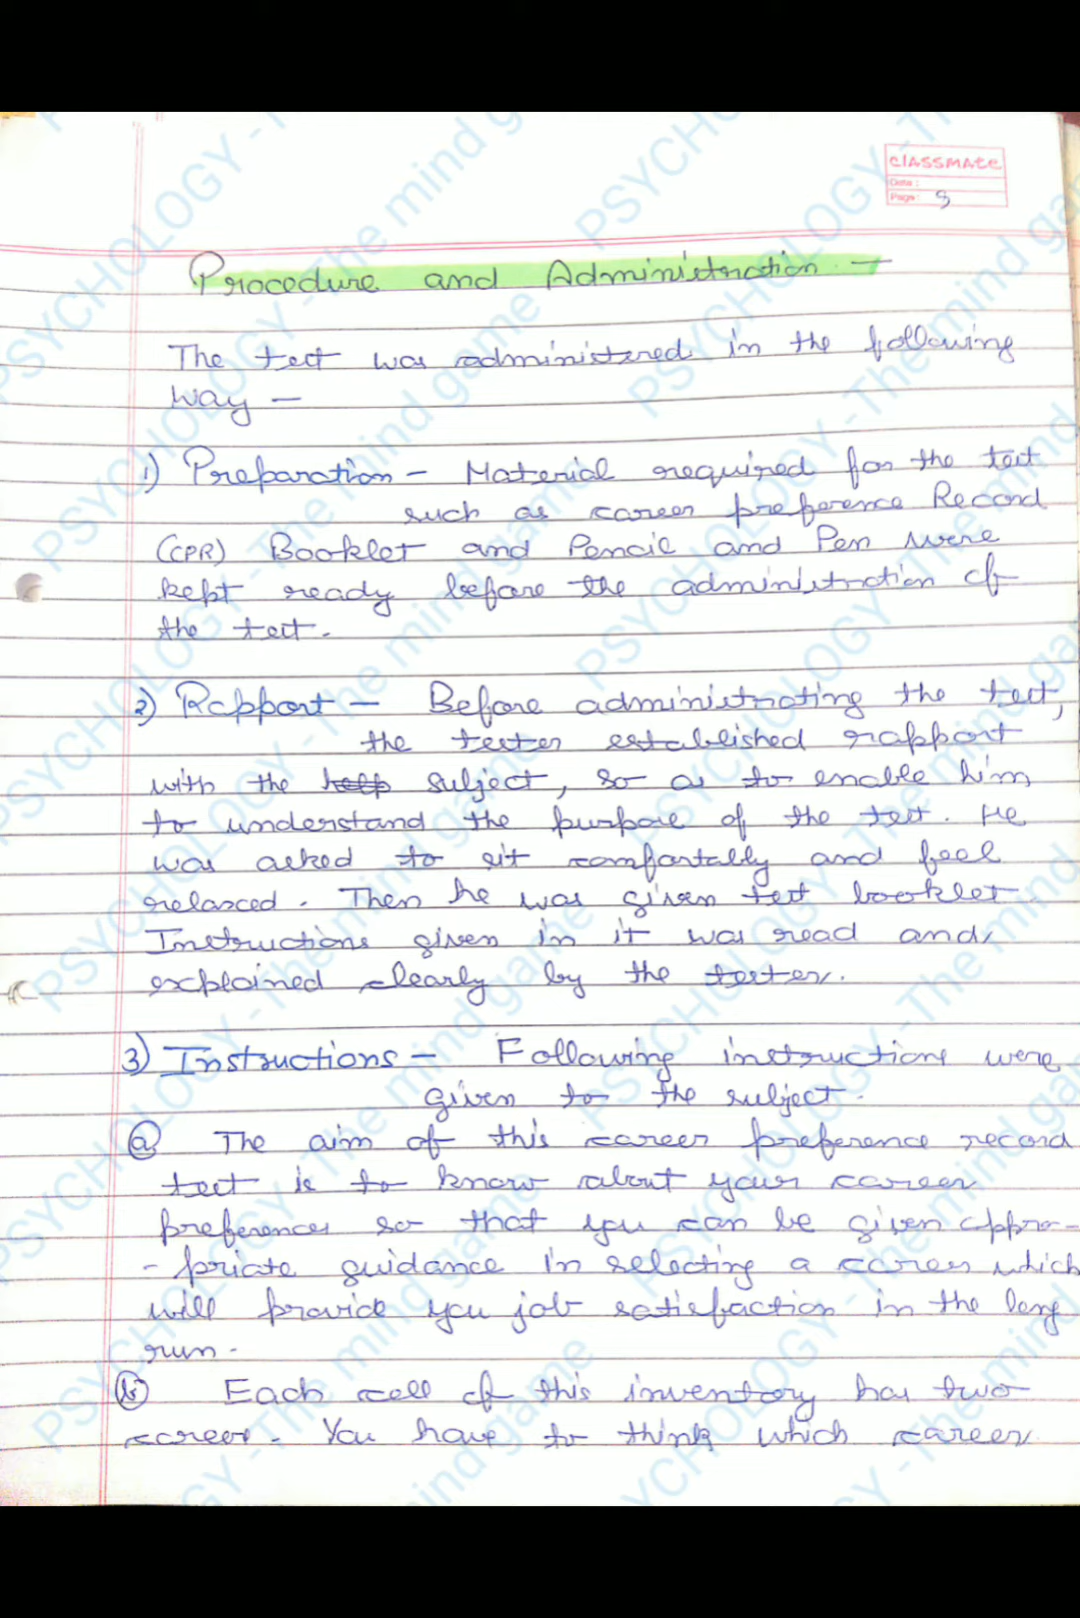 CLASSMATE
Date :
Page :
Procedure and Administration —
The test was administered in the following
way —
1) Preparation — Material required for the test
such as career preference Record
(CPR) Booklet and Pencil and Pen were
kept ready before the administration of
the test.
2) Rapport — Before administrating the test,
the tester established rapport
with the help subject, so as to enable him
to understand the purpose of the test. He
was asked to sit comfortably and feel
relaxed. Then he was given test booklet
Instructions given in it was read and
explained clearly by the tester.
3) Instructions — Following instructions were
given to the subject.
(a) The aim of this career preference record
test is to know about your career
preferences so that you can be given appro-
- priate guidance in selecting a career which
will provide you job satisfaction in the long
run.
(b) Each cell of this inventory has two
career. You have to think which career
PSYCHOLOGY - The mind game